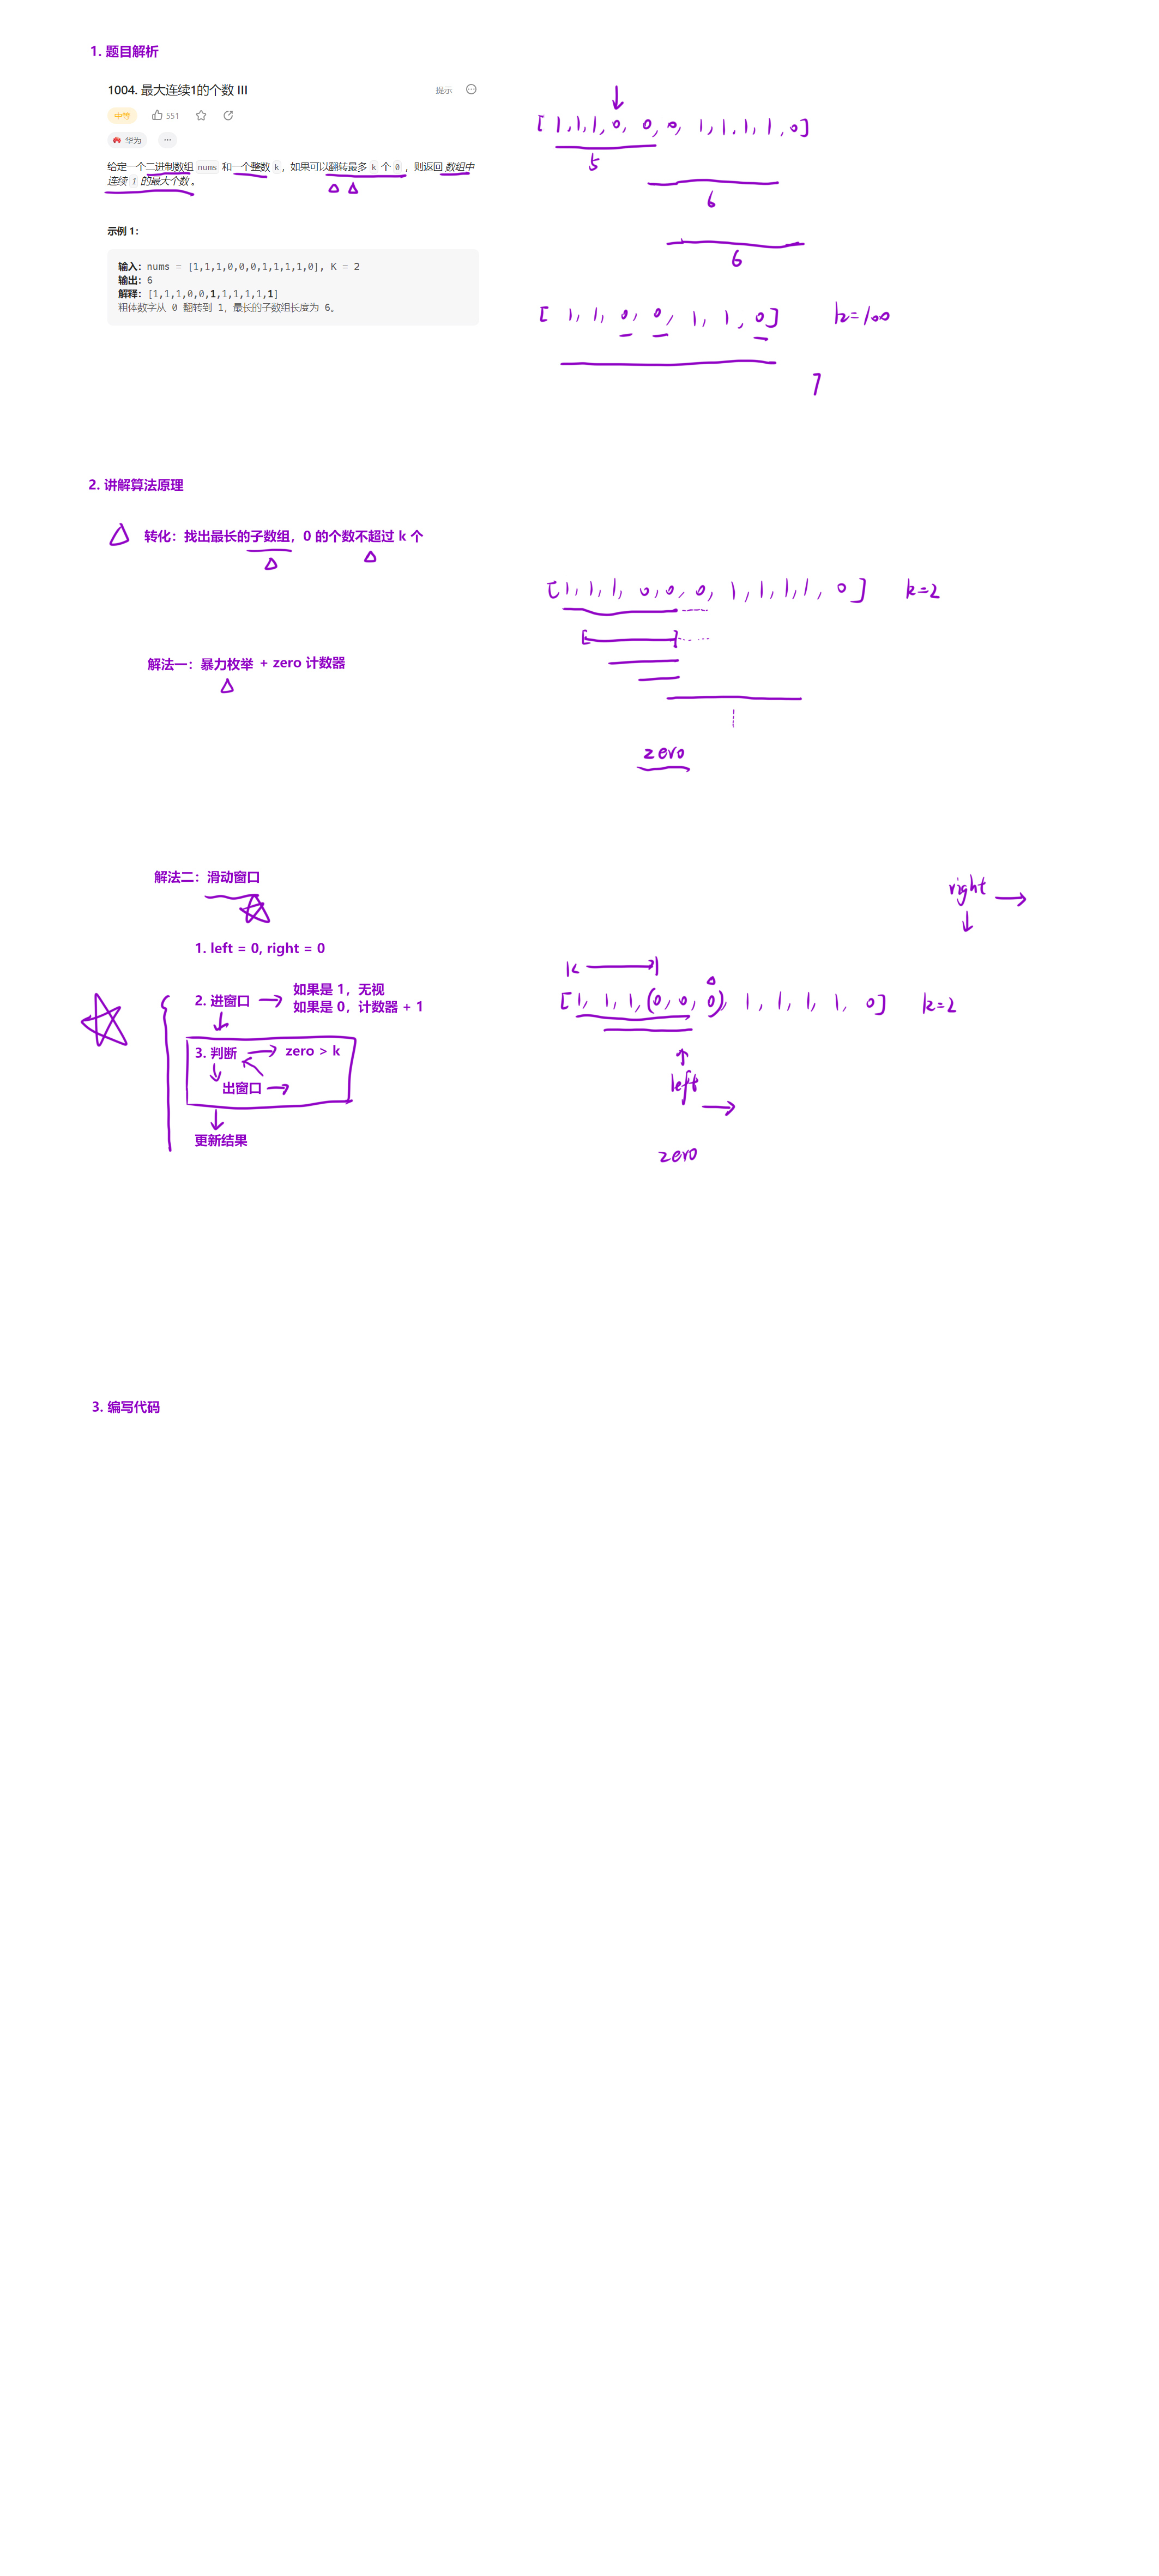 1. 题目解析
1004. 最大连续1的个数 III
提示
中等
551
华为
给定一个二进制数组 nums 和一个整数 k，如果可以翻转最多 k 个 0 ，则返回 数组中
连续 1 的最大个数 。
示例 1：
输入：nums = [1,1,1,0,0,0,1,1,1,1,0], K = 2
输出：6
解释：[1,1,1,0,0,1,1,1,1,1,1]
粗体数字从 0 翻转到 1，最长的子数组长度为 6。
[ 1,1,1,0, 0,0, 1,1,1,1,0]
5
6
6
[ 1,1,0,0,1,1,0] k=100
7
2. 讲解算法原理
转化：找出最长的子数组，0 的个数不超过 k 个
[1,1,1,0,0,0,1,1,1,1,0] k=2
解法一：暴力枚举 + zero 计数器
zero
解法二：滑动窗口
right
1. left = 0, right = 0
2. 进窗口
如果是 1，无视
如果是 0，计数器 + 1
[1,1,1,(0,0,0),1,1,1,1,0] k=2
3. 判断
zero > k
出窗口
left
更新结果
zero
3. 编写代码